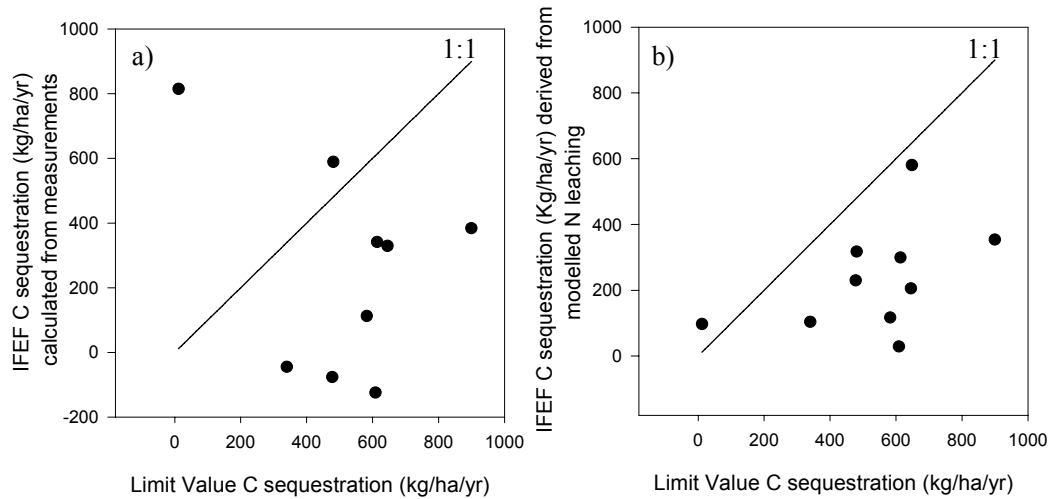 a)
1:1
IFEF C sequestration (kg/ha/yr)
calculated from measurements
1000
800
600
400
200
0
-200
0 200 400 600 800 1000
Limit Value C sequestration (kg/ha/yr)
b)
1:1
IFEF C sequestration (Kg/ha/yr) derived from
modelled N leaching
1000
800
600
400
200
0
0 200 400 600 800 1000
Limit Value C sequestration (kg/ha/yr)